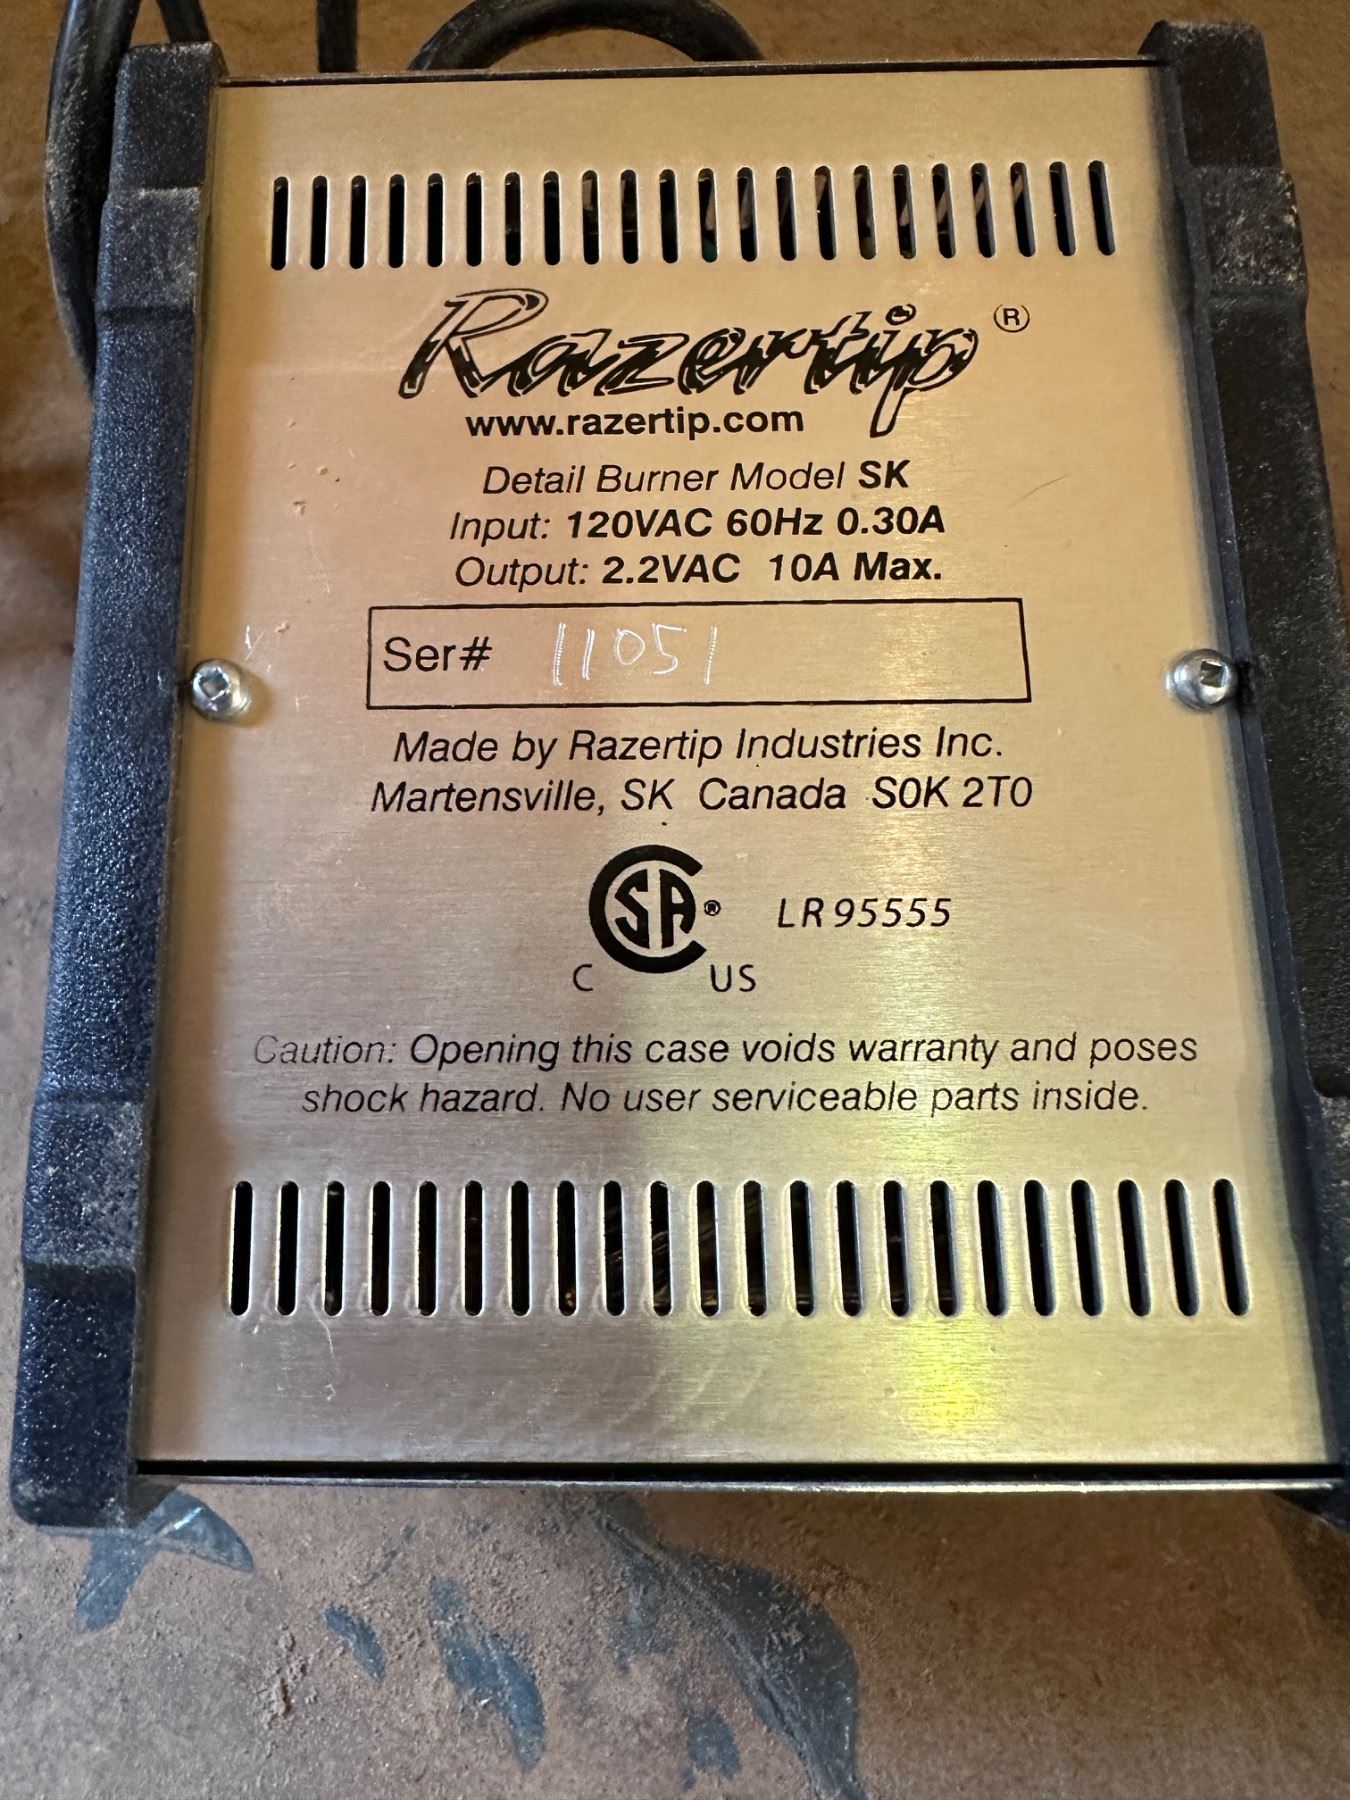 Razertip ®
www.razertip.com
Detail Burner Model SK
Input: 120VAC 60Hz 0.30A
Output: 2.2VAC 10A Max.
Ser# 11051
Made by Razertip Industries Inc.
Martensville, SK Canada S0K 2T0
CSA ® LR 95555
C US
Caution: Opening this case voids warranty and poses
shock hazard. No user serviceable parts inside.